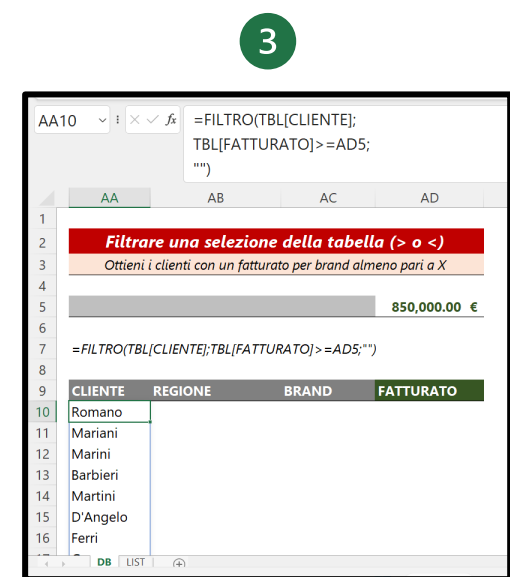 3
AA10 fx =FILTRO(TBL[CLIENTE];
TBL[FATTURATO]>=AD5;
"")
AA AB AC AD
1
2 Filtrare una selezione della tabella (> o <)
3 Ottieni i clienti con un fatturato per brand almeno pari a X
4
5 850,000.00 €
6
7 =FILTRO(TBL[CLIENTE];TBL[FATTURATO]>=AD5;"")
8
9 CLIENTE REGIONE BRAND FATTURATO
10 Romano
11 Mariani
12 Marini
13 Barbieri
14 Martini
15 D'Angelo
16 Ferri
DB LIST